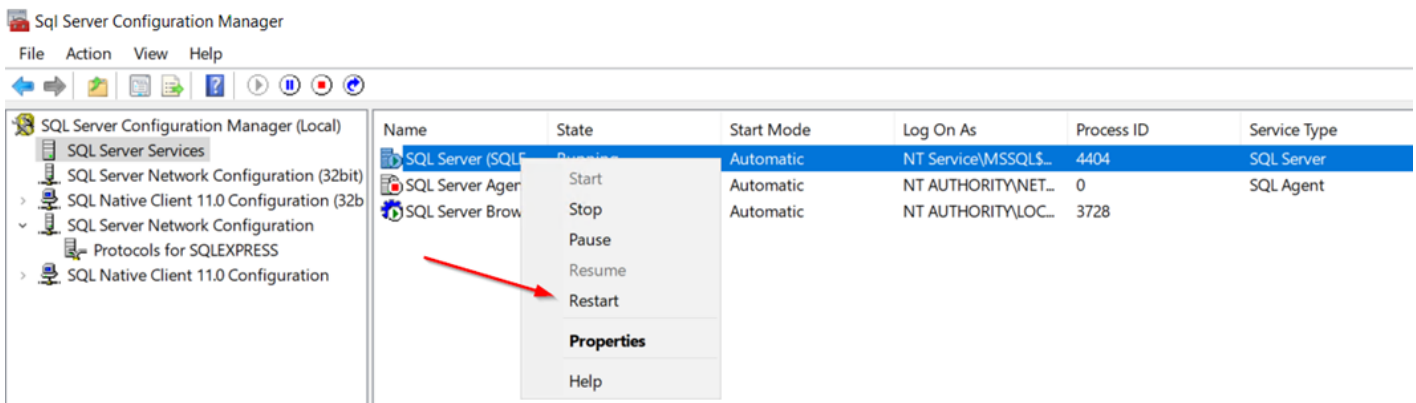 Sql Server Configuration Manager
File Action View Help
SQL Server Configuration Manager (Local)
SQL Server Services
SQL Server Network Configuration (32bit)
SQL Native Client 11.0 Configuration (32b
SQL Server Network Configuration
Protocols for SQLEXPRESS
SQL Native Client 11.0 Configuration
Name State Start Mode Log On As Process ID Service Type
SQL Server (SQLE Running Automatic NT Service\MSSQL$... 4404 SQL Server
SQL Server Agen Automatic NT AUTHORITY\NET... 0 SQL Agent
SQL Server Brow Automatic NT AUTHORITY\LOC... 3728
Start
Stop
Pause
Resume
Restart
Properties
Help